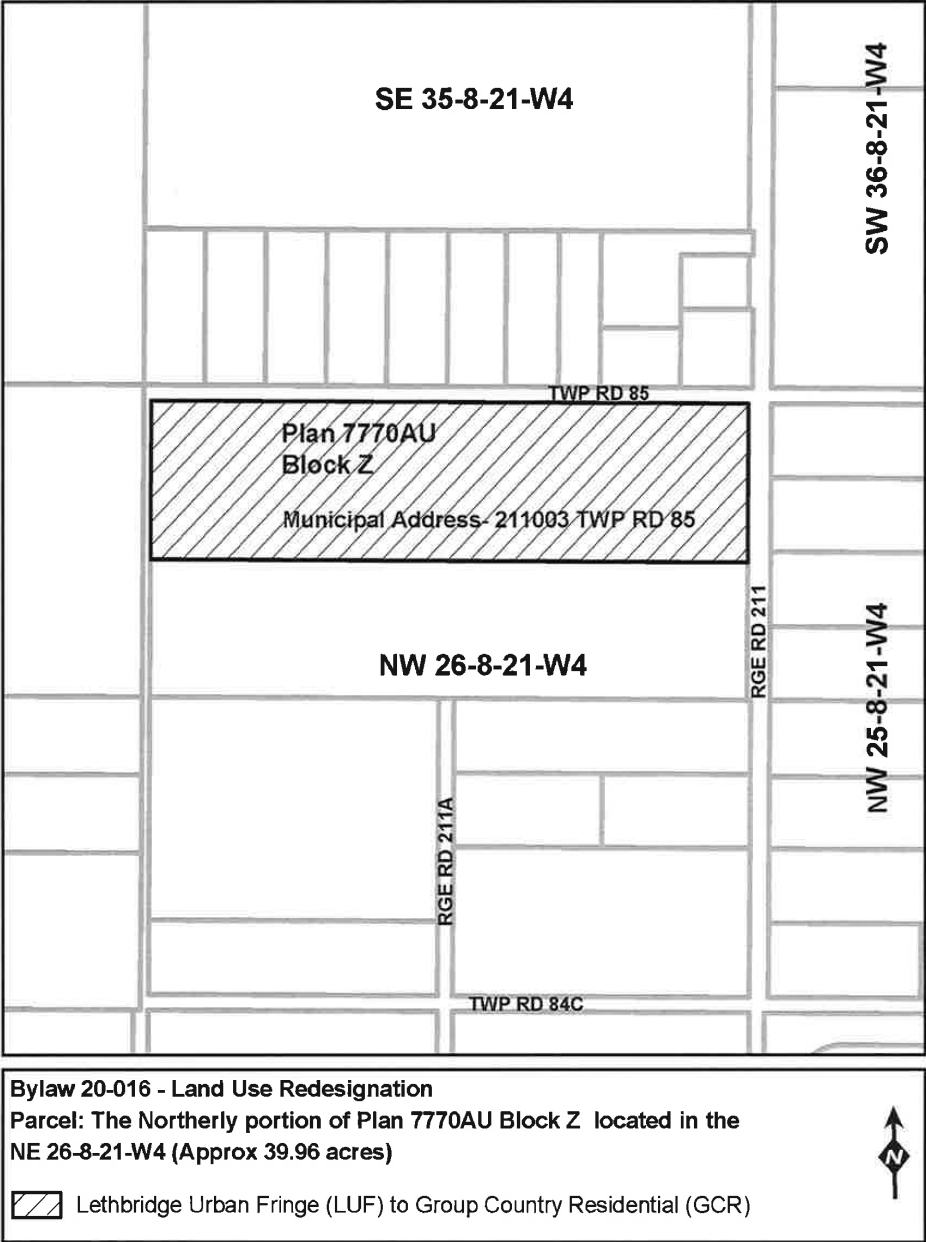 SE 35-8-21-W4
SW 36-8-21-W4
TWP RD 85
Plan 7770AU
Block Z
Municipal Address- 211003 TWP RD 85
RGE RD 211
NW 26-8-21-W4
NW 25-8-21-W4
RGE RD 211A
TWP RD 84C
Bylaw 20-016 - Land Use Redesignation
Parcel: The Northerly portion of Plan 7770AU Block Z located in the
NE 26-8-21-W4 (Approx 39.96 acres)
N
Lethbridge Urban Fringe (LUF) to Group Country Residential (GCR)